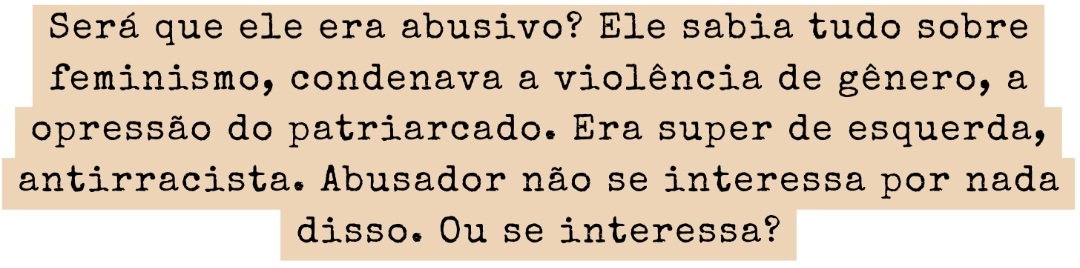 Será que ele era abusivo? Ele sabia tudo sobre
feminismo, condenava a violência de gênero, a
opressão do patriarcado. Era super de esquerda,
antirracista. Abusador não se interessa por nada
disso. Ou se interessa?